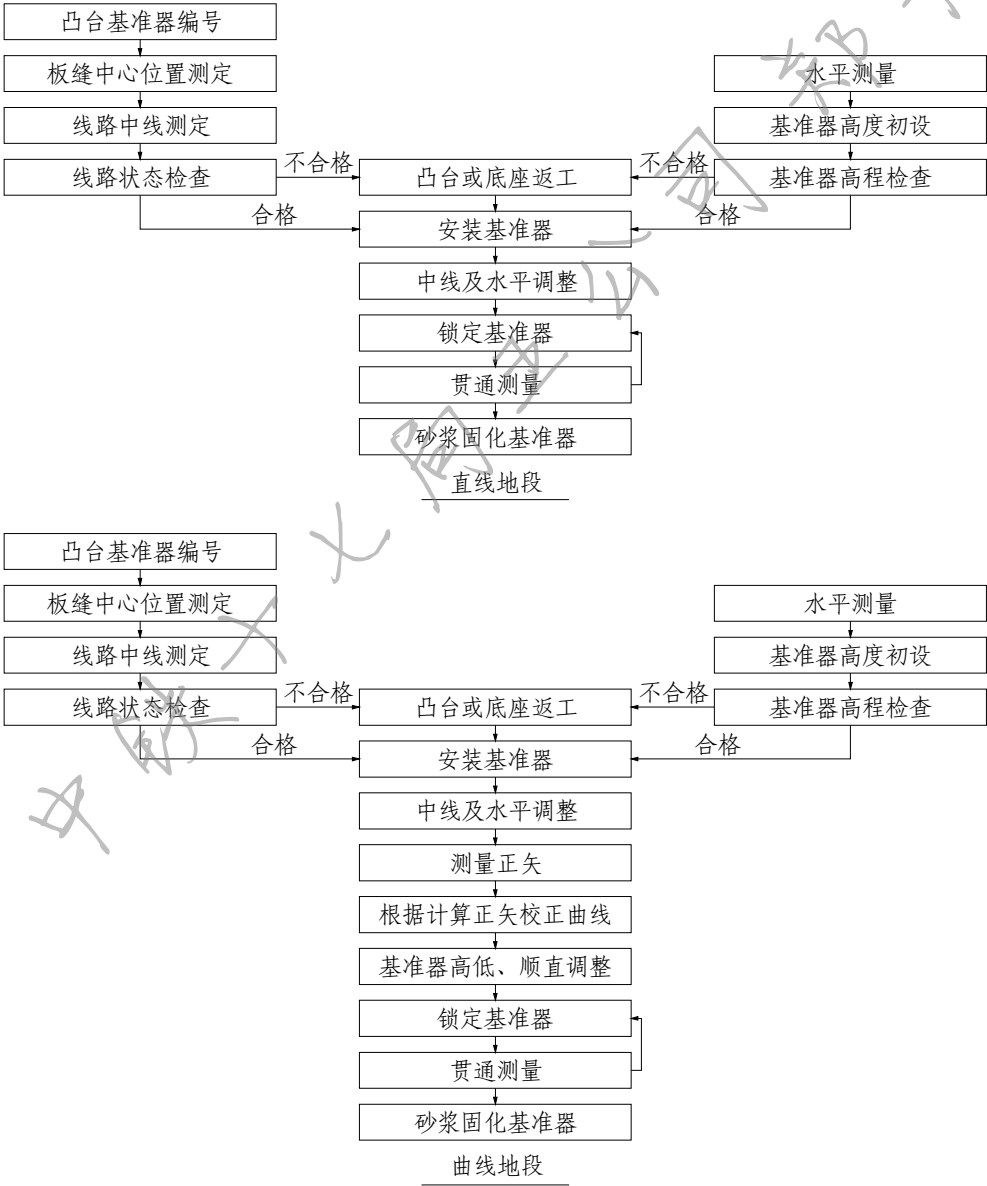 凸台基准器编号
板缝中心位置测定
水平测量
线路中线测定
基准器高度初设
线路状态检查
不合格
凸台或底座返工
不合格
基准器高程检查
合格
安装基准器
合格
中线及水平调整
锁定基准器
贯通测量
砂浆固化基准器
直线地段
凸台基准器编号
板缝中心位置测定
水平测量
线路中线测定
基准器高度初设
线路状态检查
不合格
凸台或底座返工
不合格
基准器高程检查
合格
安装基准器
合格
中线及水平调整
测量正矢
根据计算正矢校正曲线
基准器高低、顺直调整
锁定基准器
贯通测量
砂浆固化基准器
曲线地段